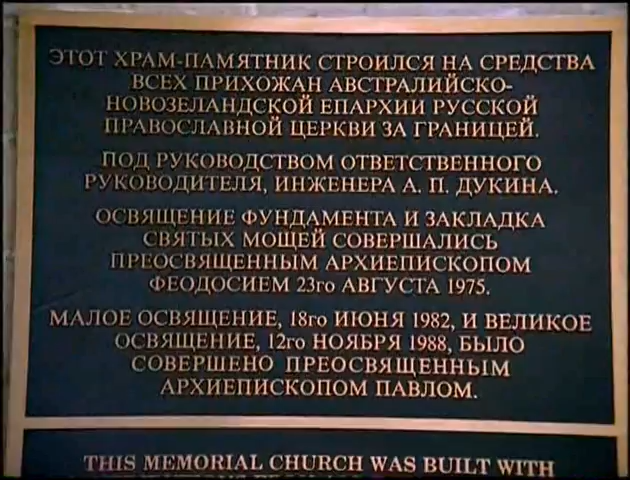 ЭТОТ ХРАМ-ПАМЯТНИК СТРОИЛСЯ НА СРЕДСТВА
ВСЕХ ПРИХОЖАН АВСТРАЛИЙСКО-
НОВОЗЕЛАНДСКОЙ ЕПАРХИИ РУССКОЙ
ПРАВОСЛАВНОЙ ЦЕРКВИ ЗА ГРАНИЦЕЙ.
ПОД РУКОВОДСТВОМ ОТВЕТСТВЕННОГО
РУКОВОДИТЕЛЯ, ИНЖЕНЕРА А. П. ДУКИНА.
ОСВЯЩЕНИЕ ФУНДАМЕНТА И ЗАКЛАДКА
СВЯТЫХ МОЩЕЙ СОВЕРШАЛИСЬ
ПРЕОСВЯЩЕННЫМ АРХИЕПИСКОПОМ
ФЕОДОСИЕМ 23го АВГУСТА 1975.
МАЛОЕ ОСВЯЩЕНИЕ, 18го ИЮНЯ 1982, И ВЕЛИКОЕ
ОСВЯЩЕНИЕ, 12го НОЯБРЯ 1988, БЫЛО
СОВЕРШЕНО ПРЕОСВЯЩЕННЫМ
АРХИЕПИСКОПОМ ПАВЛОМ.
THIS MEMORIAL CHURCH WAS BUILT WITH